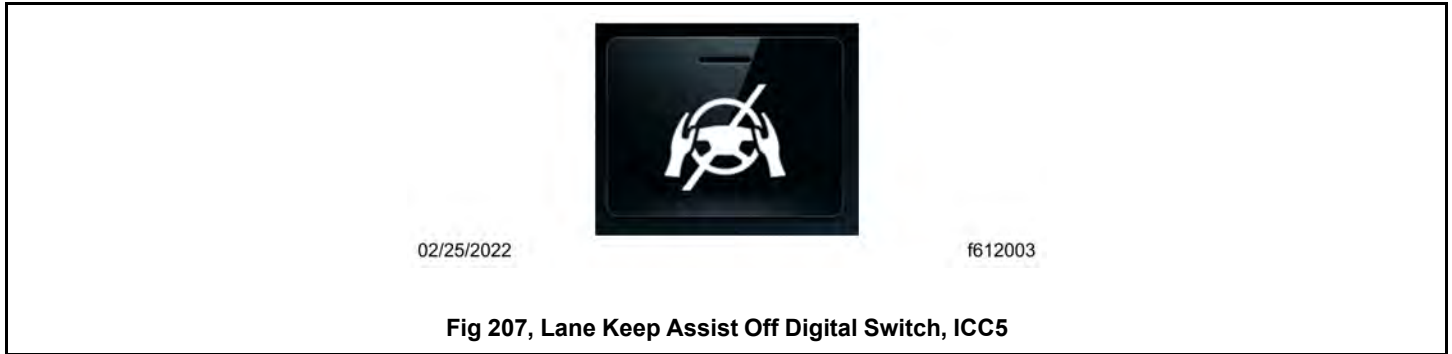 02/25/2022 f612003
Fig 207, Lane Keep Assist Off Digital Switch, ICC5